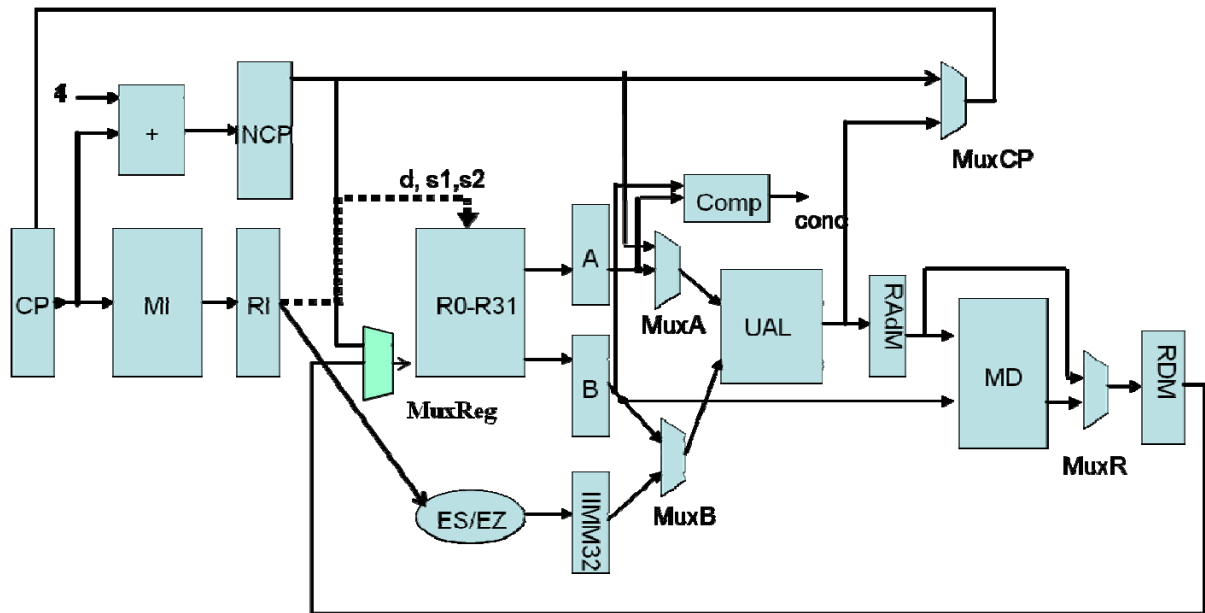 4
+
NCP
MuxCP
d, s1,s2
Comp
conc
CP
MI
RI
R0-R31
A
MuxA
UAL
RAdM
MuxReg
B
MD
RDM
MuxR
ES/EZ
IIMM32
MuxB